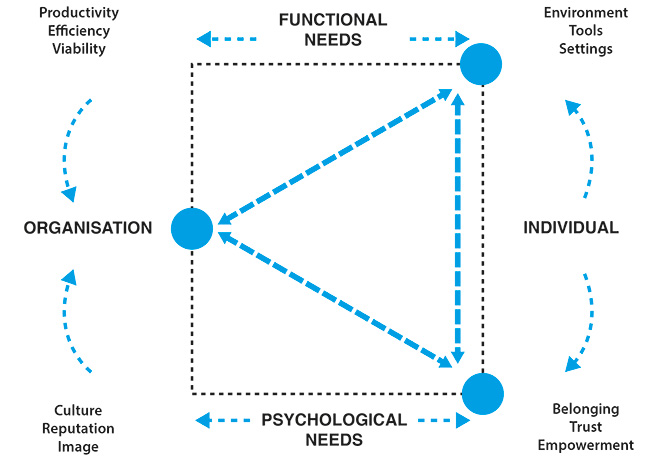 Productivity
Efficiency
Viability
FUNCTIONAL
NEEDS
Environment
Tools
Settings
ORGANISATION
INDIVIDUAL
Culture
Reputation
Image
PSYCHOLOGICAL
NEEDS
Belonging
Trust
Empowerment